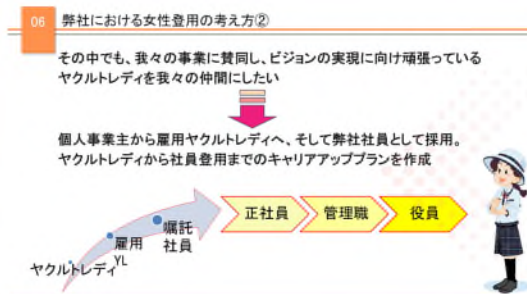 06 弊社における女性登用の考え方②
その中でも、我々の事業に賛同し、ビジョンの実現に向け頑張っている
ヤクルトレディを我々の仲間にしたい
個人事業主から雇用ヤクルトレディへ、そして弊社社員として採用。
ヤクルトレディから社員登用までのキャリアアッププランを作成
ヤクルトレディ
雇用
YL
嘱託
社員
正社員
管理職
役員